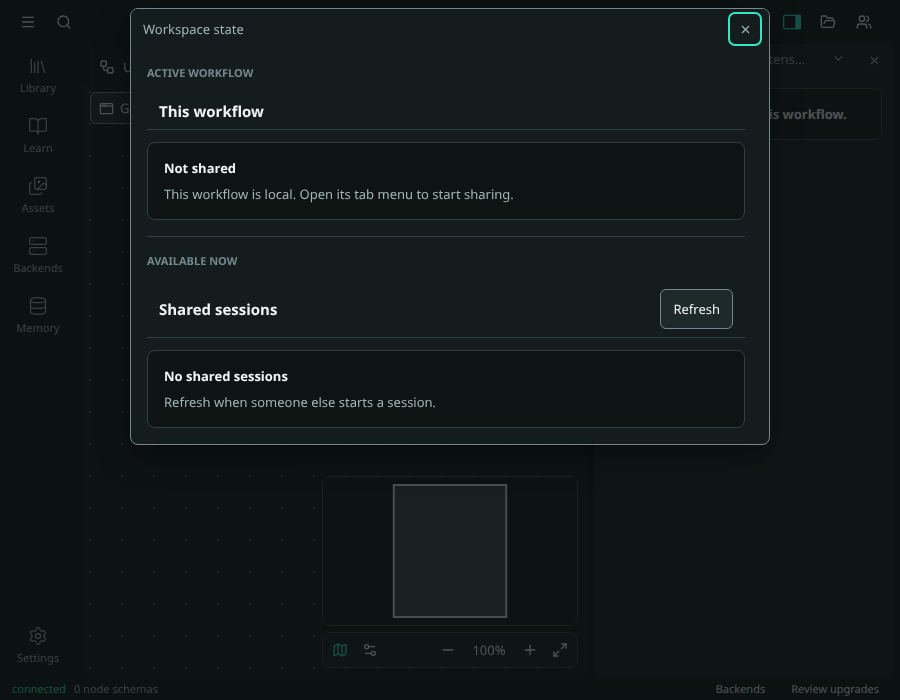 Workspace state
ACTIVE WORKFLOW
This workflow
Not shared
This workflow is local. Open its tab menu to start sharing.
AVAILABLE NOW
Shared sessions
Refresh
No shared sessions
Refresh when someone else starts a session.
Library
Learn
Assets
Backends
Memory
Settings
is workflow.
100%
connected
0 node schemas
Backends
Review upgrades